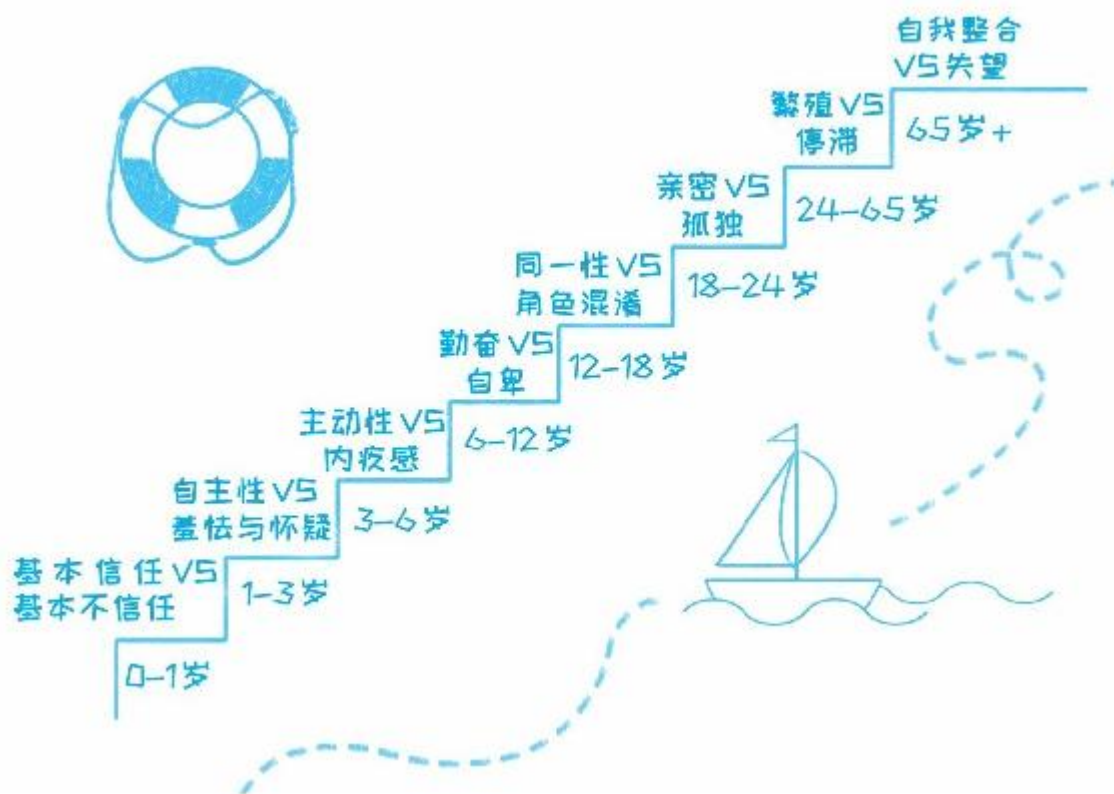 自我整合
VS失望
65岁+
繁殖VS
停滞
24-65岁
亲密VS
孤独
18-24岁
同一性VS
角色混淆
12-18岁
勤奋VS
自卑
6-12岁
主动性VS
内疚感
3-6岁
自主性VS
羞怯与怀疑
1-3岁
基本信任VS
基本不信任
0-1岁